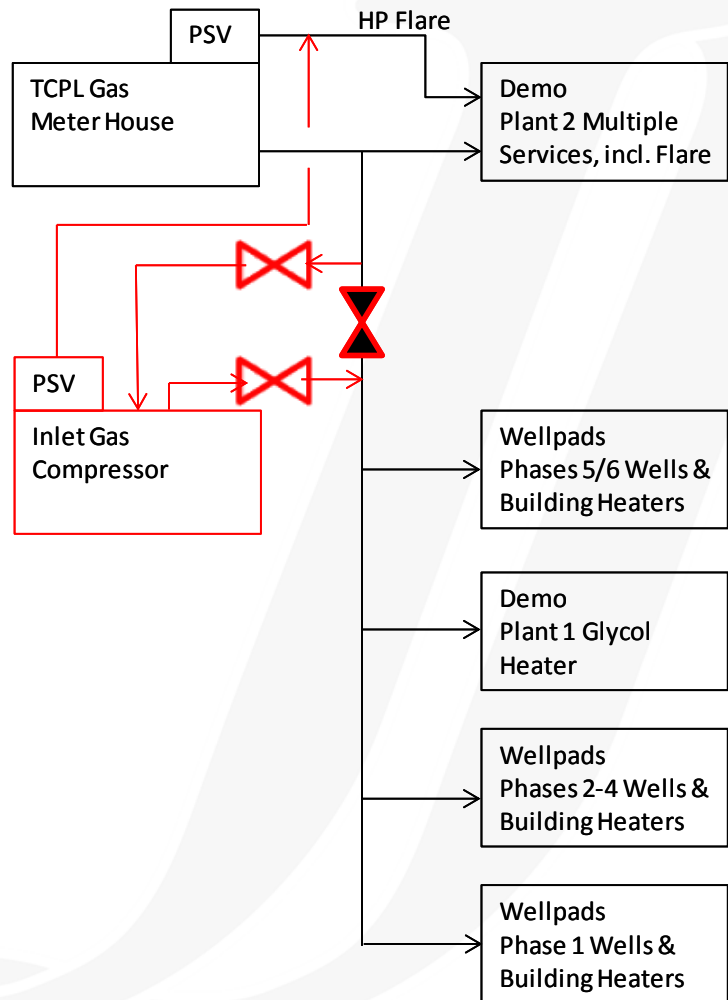 PSV
HP Flare
TCPL Gas
Meter House
Demo
Plant 2 Multiple
Services, incl. Flare
PSV
Inlet Gas
Compressor
Wellpads
Phases 5/6 Wells &
Building Heaters
Demo
Plant 1 Glycol
Heater
Wellpads
Phases 2-4 Wells &
Building Heaters
Wellpads
Phase 1 Wells &
Building Heaters